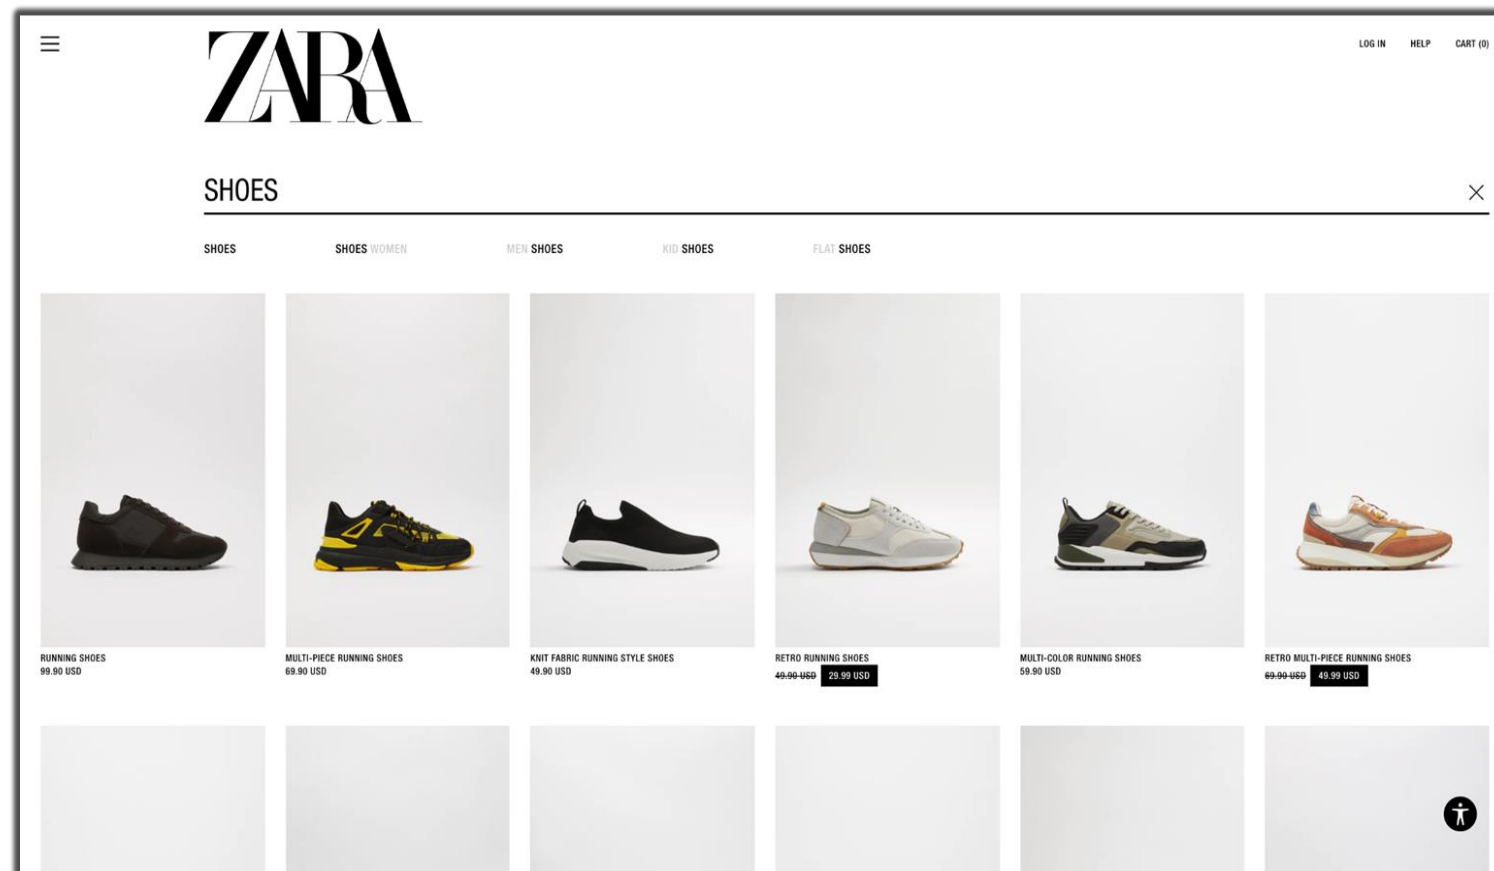 ZARA
LOG IN HELP CART (0)
SHOES
SHOES SHOES WOMEN MEN SHOES KID SHOES FLAT SHOES
RUNNING SHOES
99.90 USD
MULTI-PIECE RUNNING SHOES
69.90 USD
KNIT FABRIC RUNNING STYLE SHOES
49.90 USD
RETRO RUNNING SHOES
49.90 USD 29.99 USD
MULTI-COLOR RUNNING SHOES
59.90 USD
RETRO MULTI-PIECE RUNNING SHOES
69.90 USD 49.99 USD